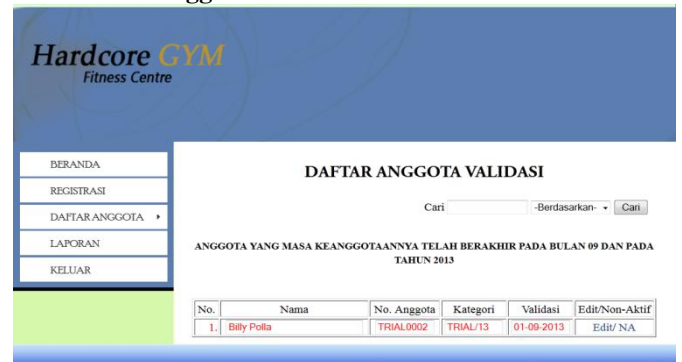 Hardcore GYM
Fitness Centre
BERANDA
REGISTRASI
DAFTAR ANGGOTA
LAPORAN
KELUAR
DAFTAR ANGGOTA VALIDASI
Cari -Berdasarkan- Cari
ANGGOTA YANG MASA KEANGGOTAANNYA TELAH BERAKHIR PADA BULAN 09 DAN PADA
TAHUN 2013
No. Nama No. Anggota Kategori Validasi Edit/Non-Aktif
1. Billy Polla TRIAL0002 TRIAL/13 01-09-2013 Edit/ NA